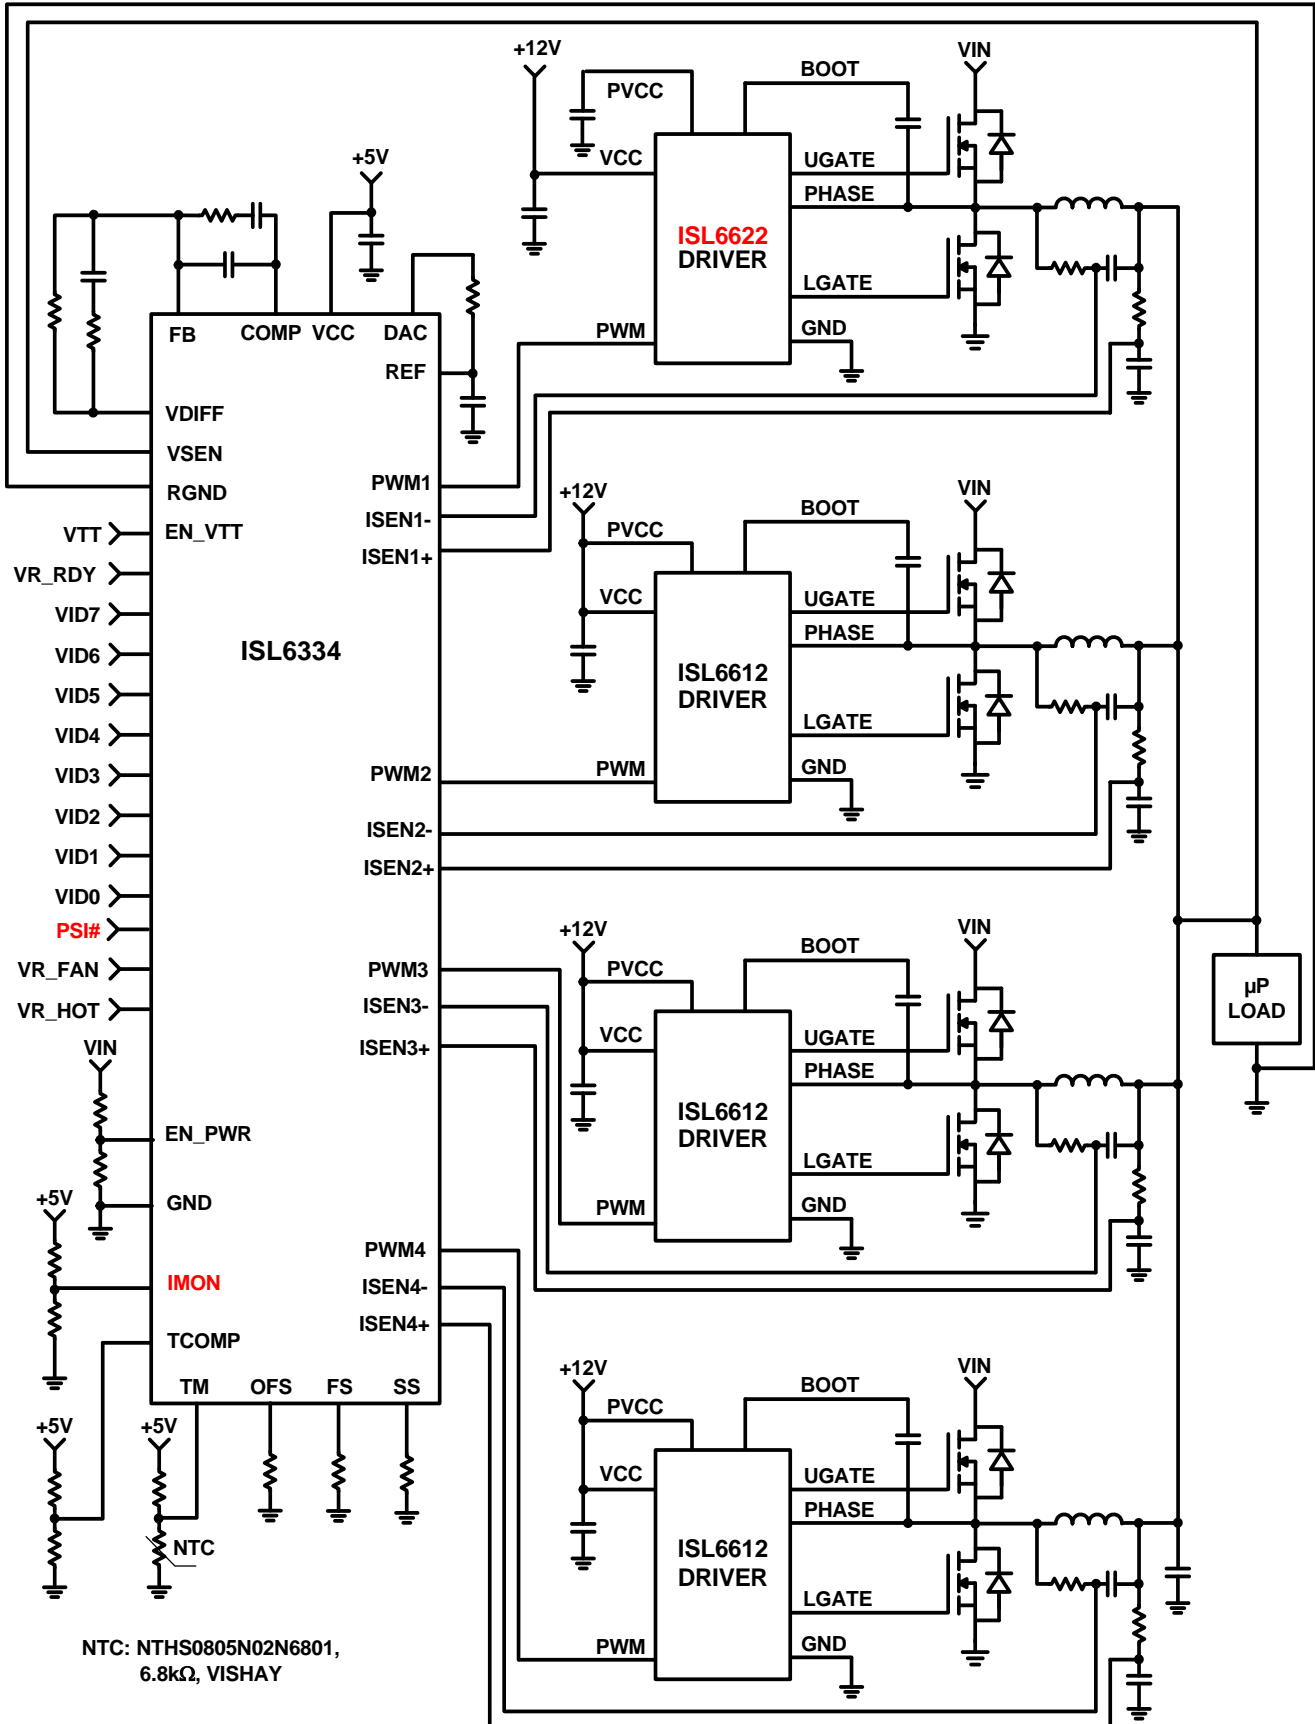 +12V
VIN
PVCC
BOOT
VCC
UGATE
PHASE
ISL6622
DRIVER
LGATE
PWM
GND
+5V
FB
COMP
VCC
DAC
REF
VDIFF
VSEN
RGND
EN_VTT
VTT
VR_RDY
VID7
VID6
VID5
VID4
VID3
VID2
VID1
VID0
PSI#
VR_FAN
VR_HOT
VIN
EN_PWR
GND
+5V
IMON
TCOMP
TM
OFS
FS
SS
+5V
+5V
NTC
NTC: NTHS0805N02N6801,
6.8kΩ, VISHAY
ISL6334
PWM1
ISEN1-
ISEN1+
PWM2
ISEN2-
ISEN2+
PWM3
ISEN3-
ISEN3+
PWM4
ISEN4-
ISEN4+
+12V
VIN
PVCC
BOOT
VCC
UGATE
PHASE
ISL6612
DRIVER
LGATE
PWM
GND
+12V
VIN
PVCC
BOOT
VCC
UGATE
PHASE
ISL6612
DRIVER
LGATE
PWM
GND
µP
LOAD
+12V
VIN
PVCC
BOOT
VCC
UGATE
PHASE
ISL6612
DRIVER
LGATE
PWM
GND